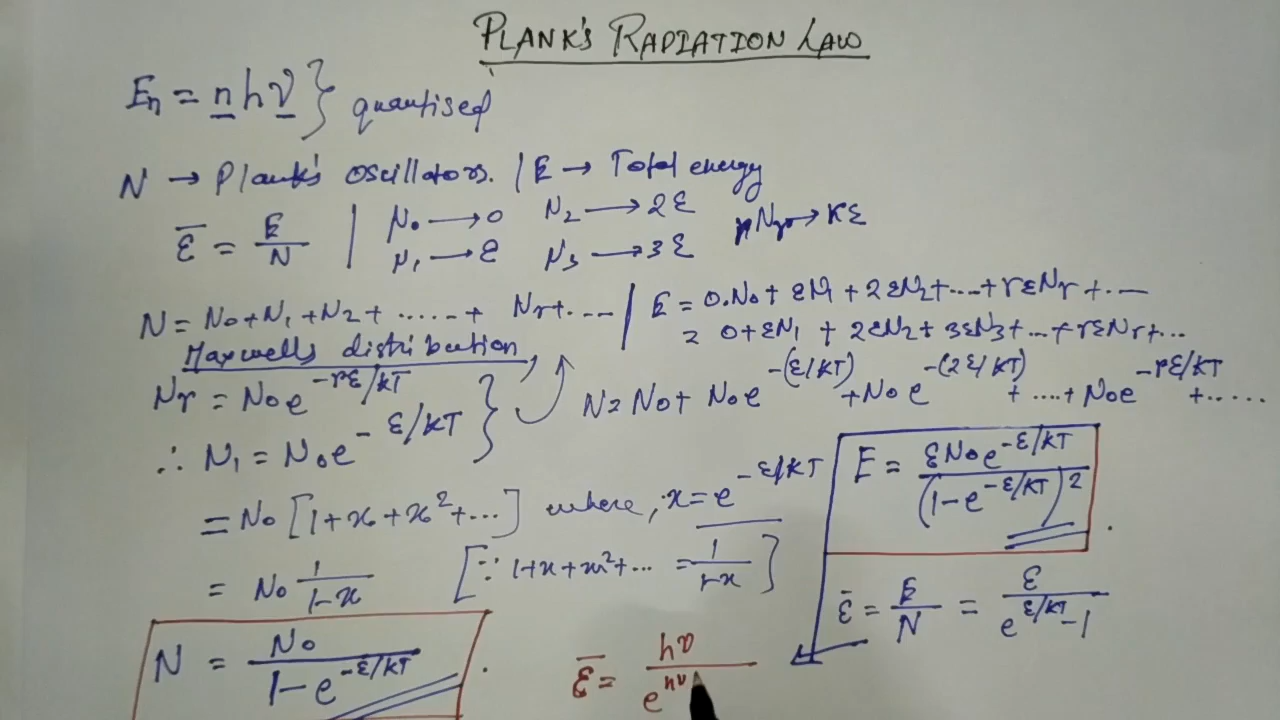 PLANK'S RADIATION LAW
Eₙ = n h ν } quantised
N → Plank's Oscillators. | E → Total energy
ε̄ = E/N | N₀ → 0 N₂ → 2ε Nᵣ → rε
N₁ → ε N₃ → 3ε
N = N₀ + N₁ + N₂ + ...... + Nᵣ + .... | E = 0.N₀ + εN₁ + 2εN₂ + ..... + rεNᵣ + ....
= 0 + εN₁ + 2εN₂ + 3εN₃ + ... + rεNᵣ + ...
Maxwells distribution
Nᵣ = N₀e^(-rε/kT)
N = N₀ + N₀e^-(ε/kT) + N₀e^-(2ε/kT) + .... + N₀e^(-rε/kT) + .....
∴ N₁ = N₀e^(-ε/kT)
E = εN₀e^(-ε/kT) / (1-e^(-ε/kT))²
= N₀ [1+x+x²+...] where, x = e^(-ε/kT)
= N₀ 1/(1-x) [∵ 1+x+x²+... = 1/(1-x)]
ε̄ = E/N = ε/(e^(ε/kT)-1)
N = N₀/(1-e^(-ε/kT)).
ε̄ = hν/e^(hν